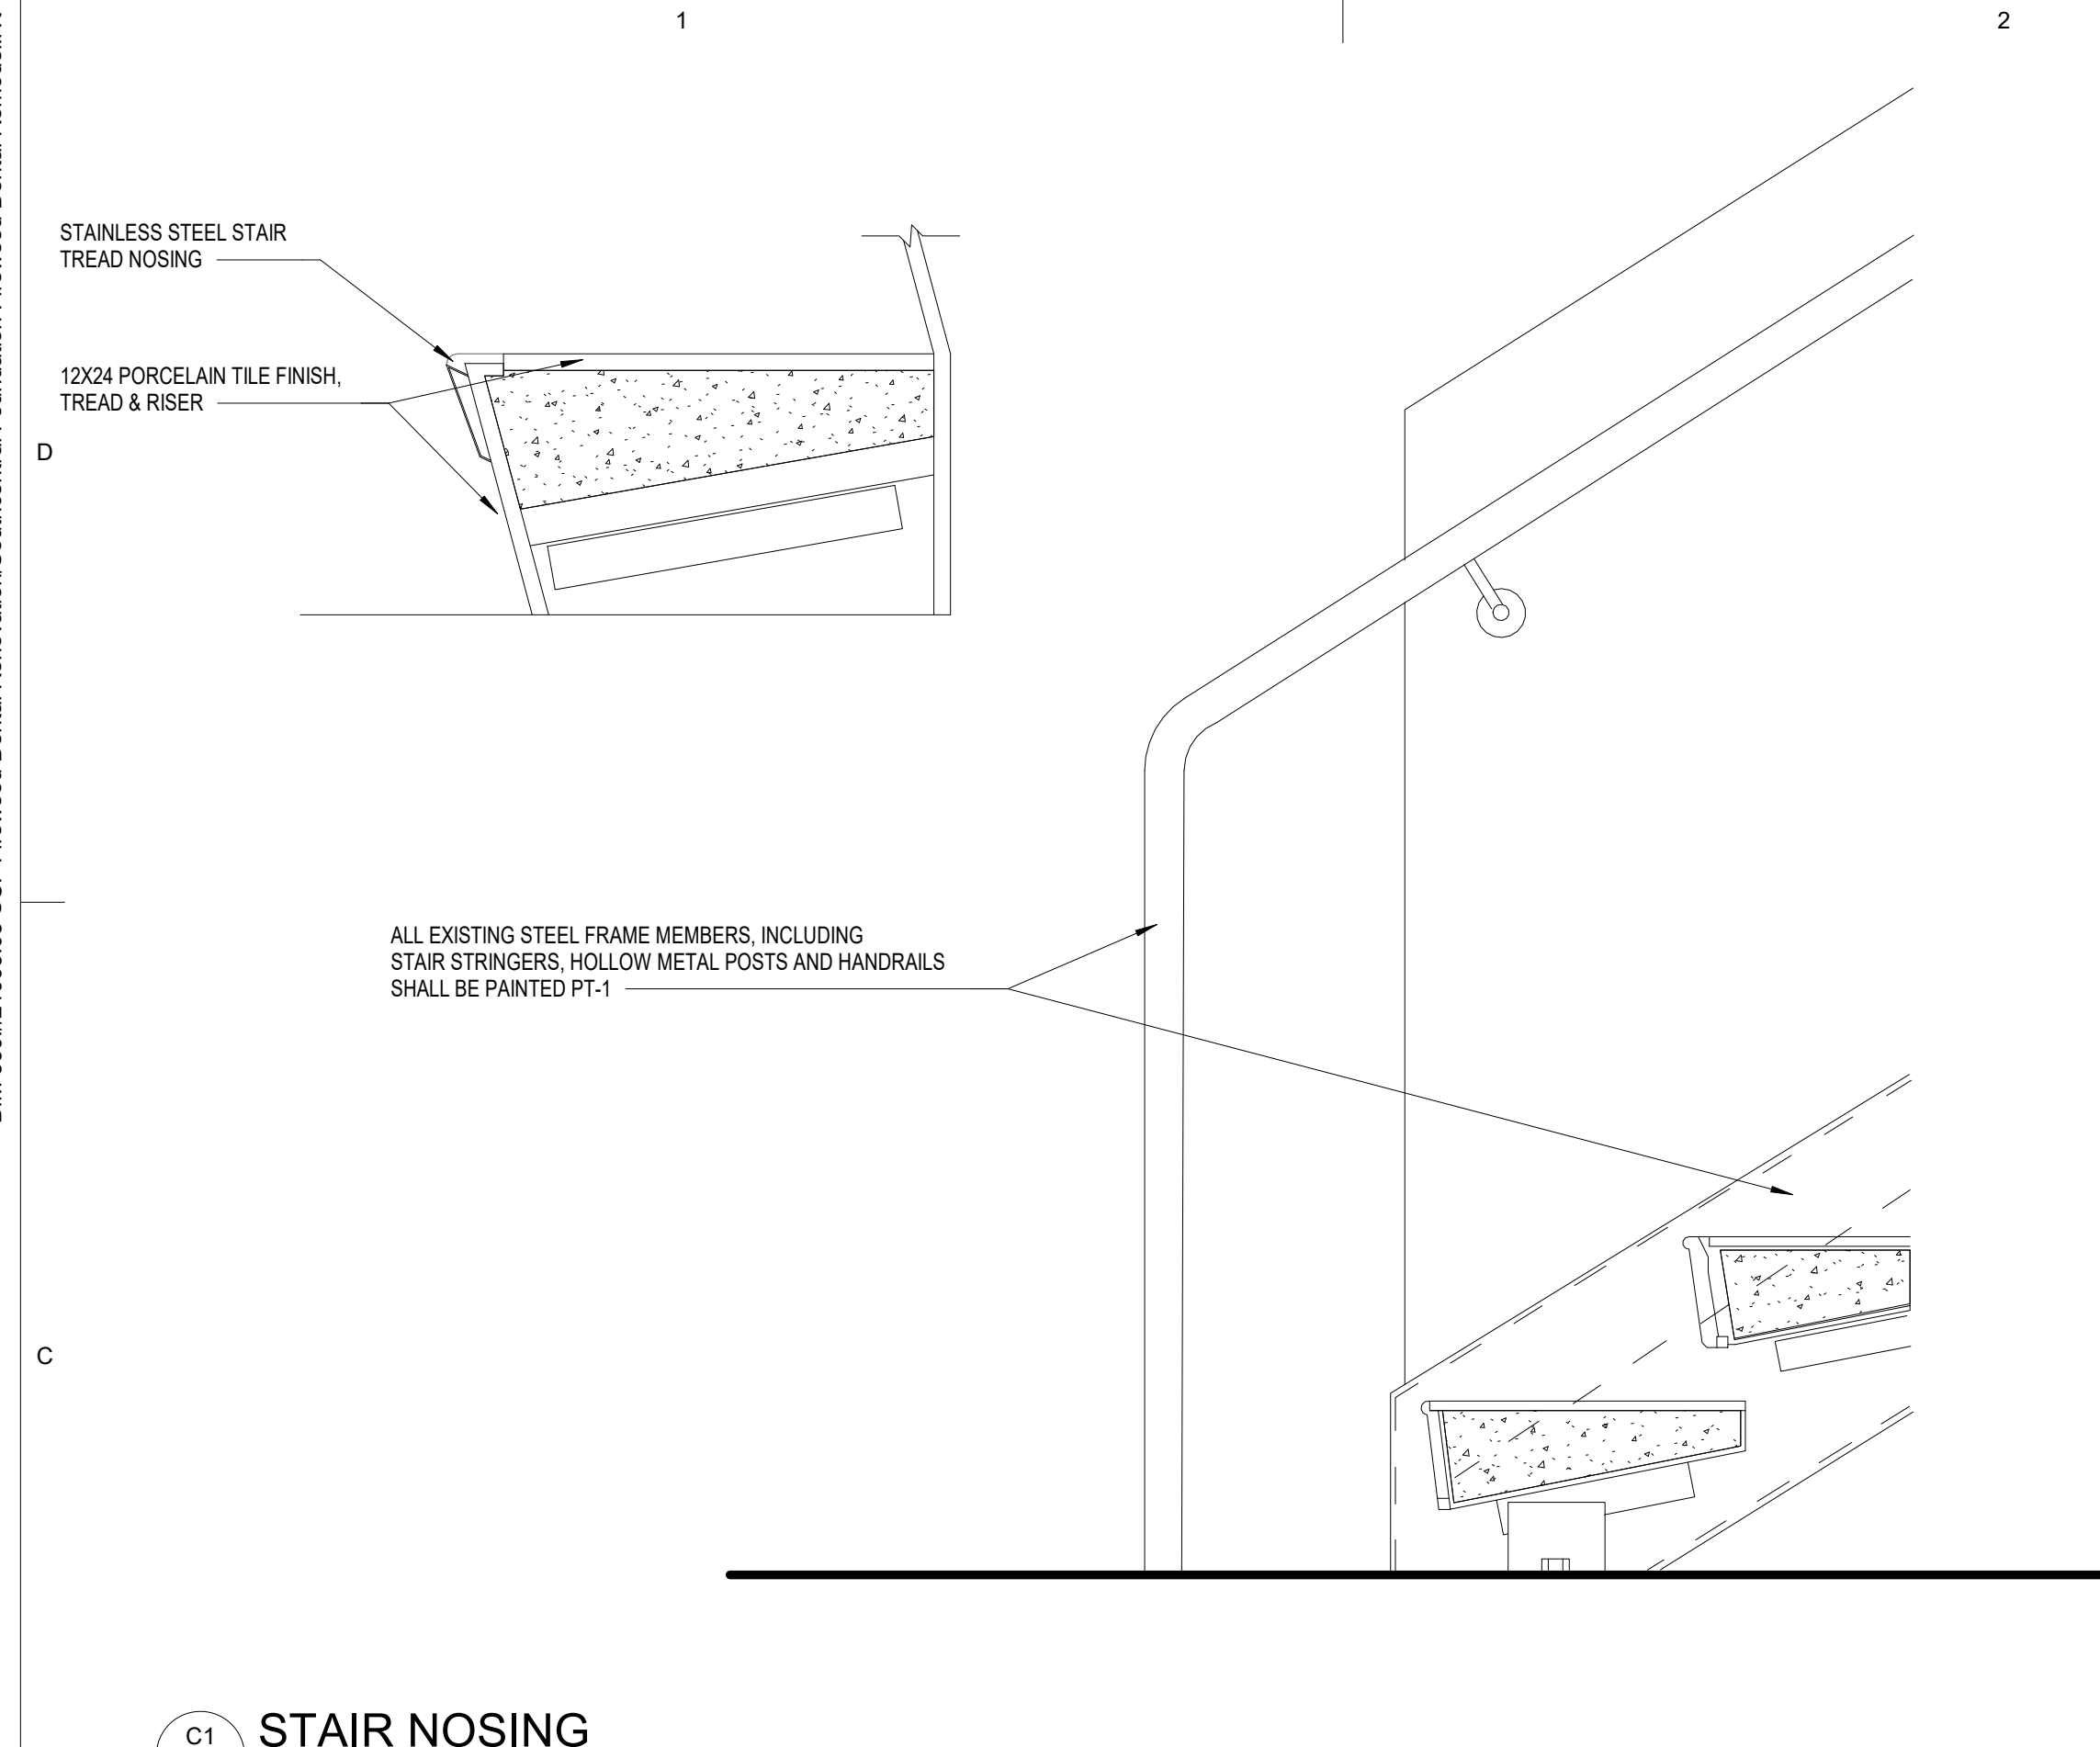 1
2
STAINLESS STEEL STAIR
TREAD NOSING
12X24 PORCELAIN TILE FINISH,
TREAD & RISER
D
ALL EXISTING STEEL FRAME MEMBERS, INCLUDING
STAIR STRINGERS, HOLLOW METAL POSTS AND HANDRAILS
SHALL BE PAINTED PT-1
C
C1
STAIR NOSING